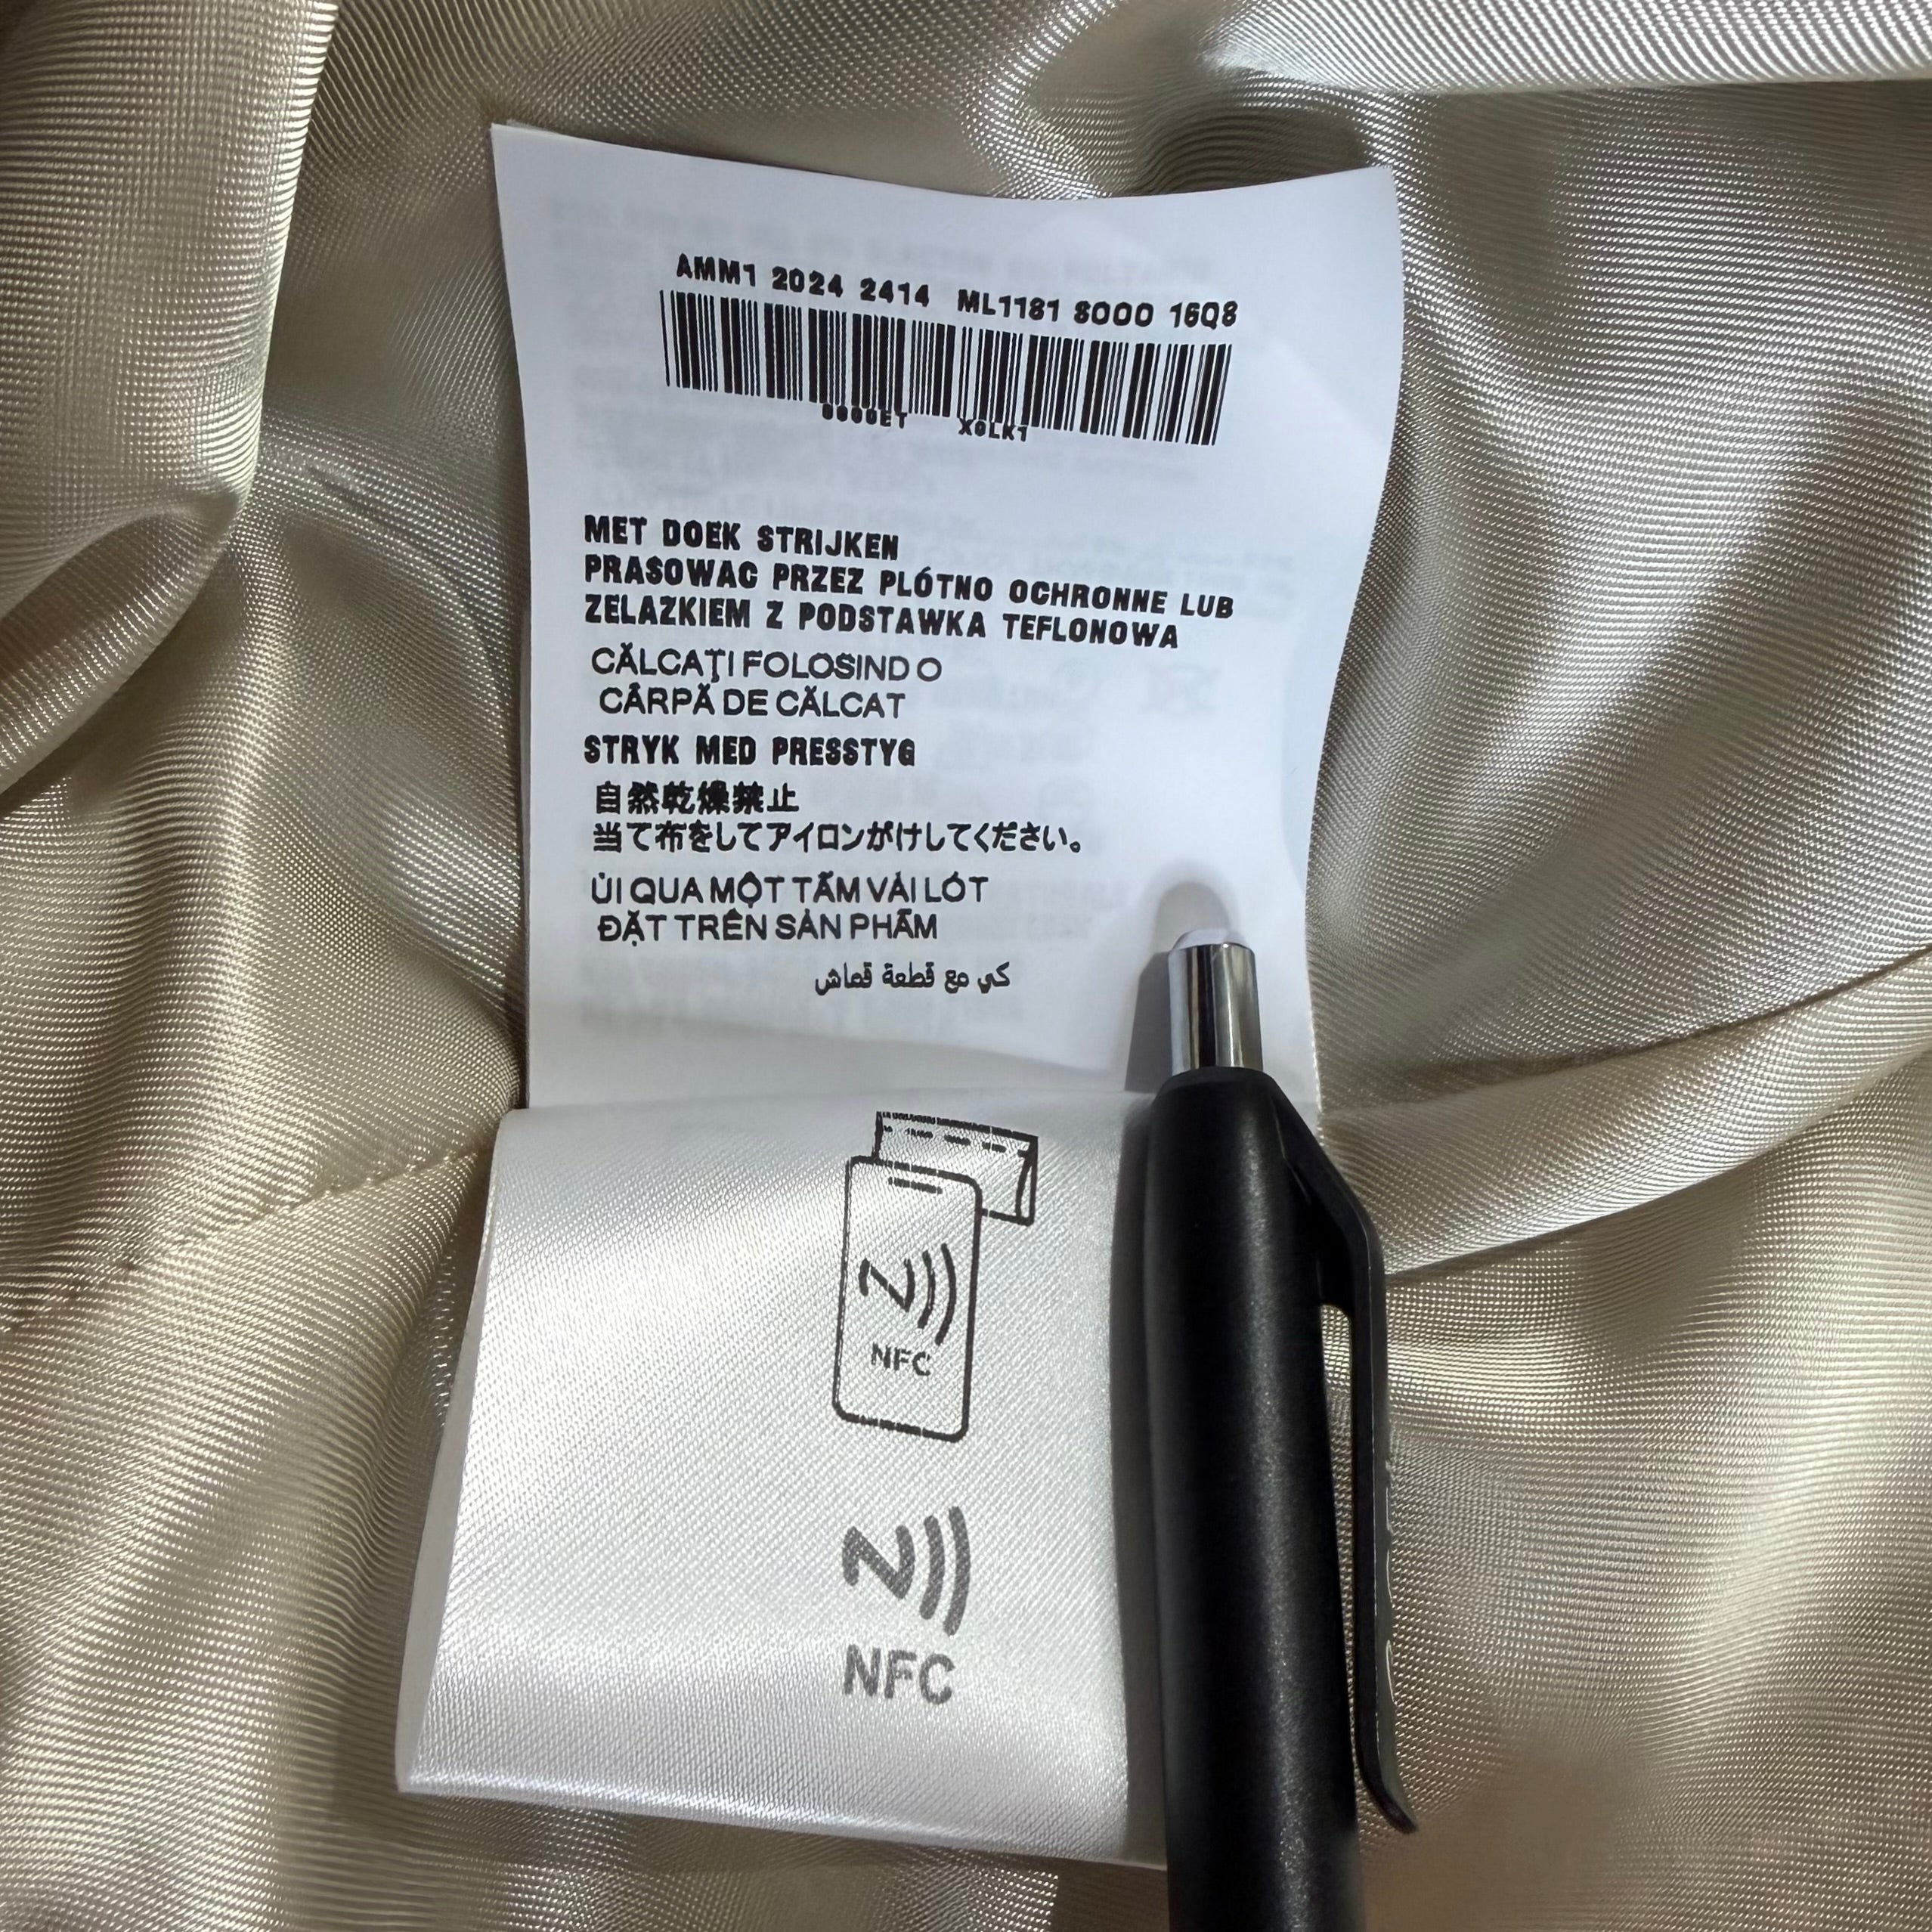 AMM1 2024 2414 ML1181 8000 16Q8
0000ET X0LK1
MET DOEK STRIJKEN
PRASOWAC PRZEZ PLÓTNO OCHRONNE LUB
ZELAZKIEM Z PODSTAWKA TEFLONOWA
CĂLCAŢI FOLOSIND O
CÂRPĂ DE CĂLCAT
STRYK MED PRESSTYG
自然乾燥禁止
当て布をしてアイロンがけしてください。
ỦI QUA MỘT TẤM VẢI LÓT
ĐẶT TRÊN SẢN PHẨM
كي مع قطعة قماش
NFC
NFC